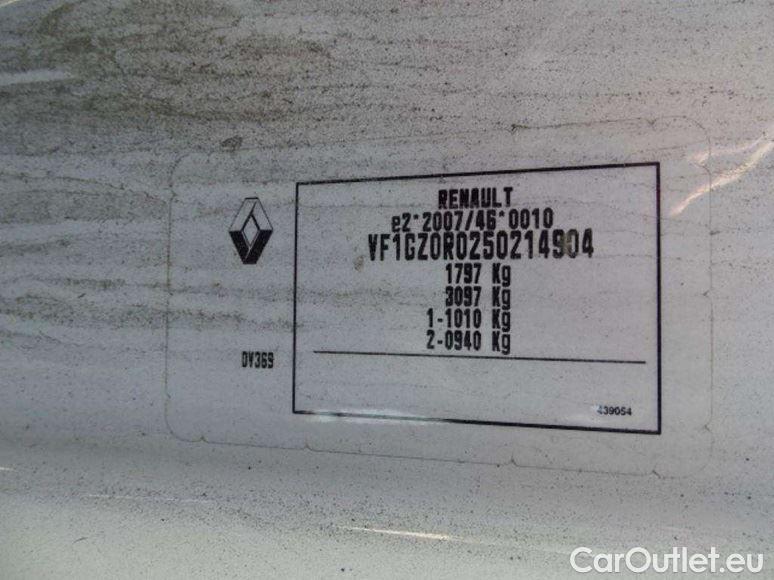 RENAULT
e2*2007/46*0010
VF1GZ0R0250214904
1797 Kg
3097 Kg
1-1010 Kg
2-0940 Kg
DV369
439054
CarOutlet.eu